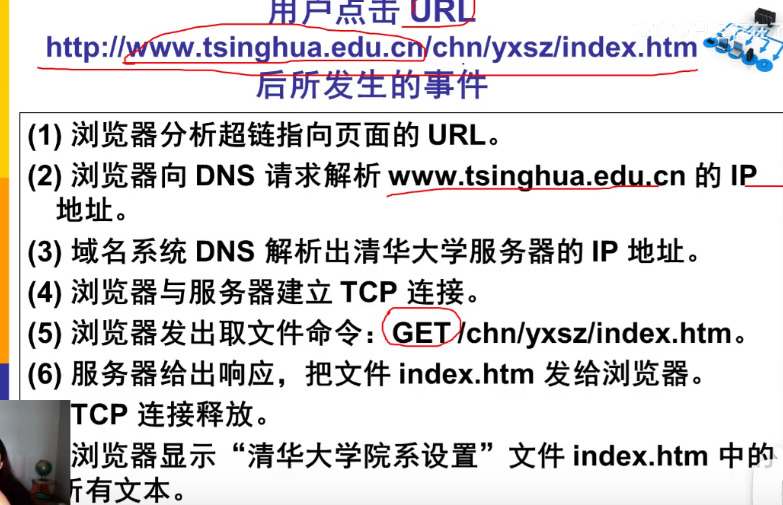 用户点击 URL
http://www.tsinghua.edu.cn/chn/yxsz/index.htm
后所发生的事件
(1) 浏览器分析超链指向页面的 URL。
(2) 浏览器向 DNS 请求解析 www.tsinghua.edu.cn 的 IP
地址。
(3) 域名系统 DNS 解析出清华大学服务器的 IP 地址。
(4) 浏览器与服务器建立 TCP 连接。
(5) 浏览器发出取文件命令：GET /chn/yxsz/index.htm。
(6) 服务器给出响应，把文件 index.htm 发给浏览器。
TCP 连接释放。
浏览器显示“清华大学院系设置”文件 index.htm 中的
所有文本。